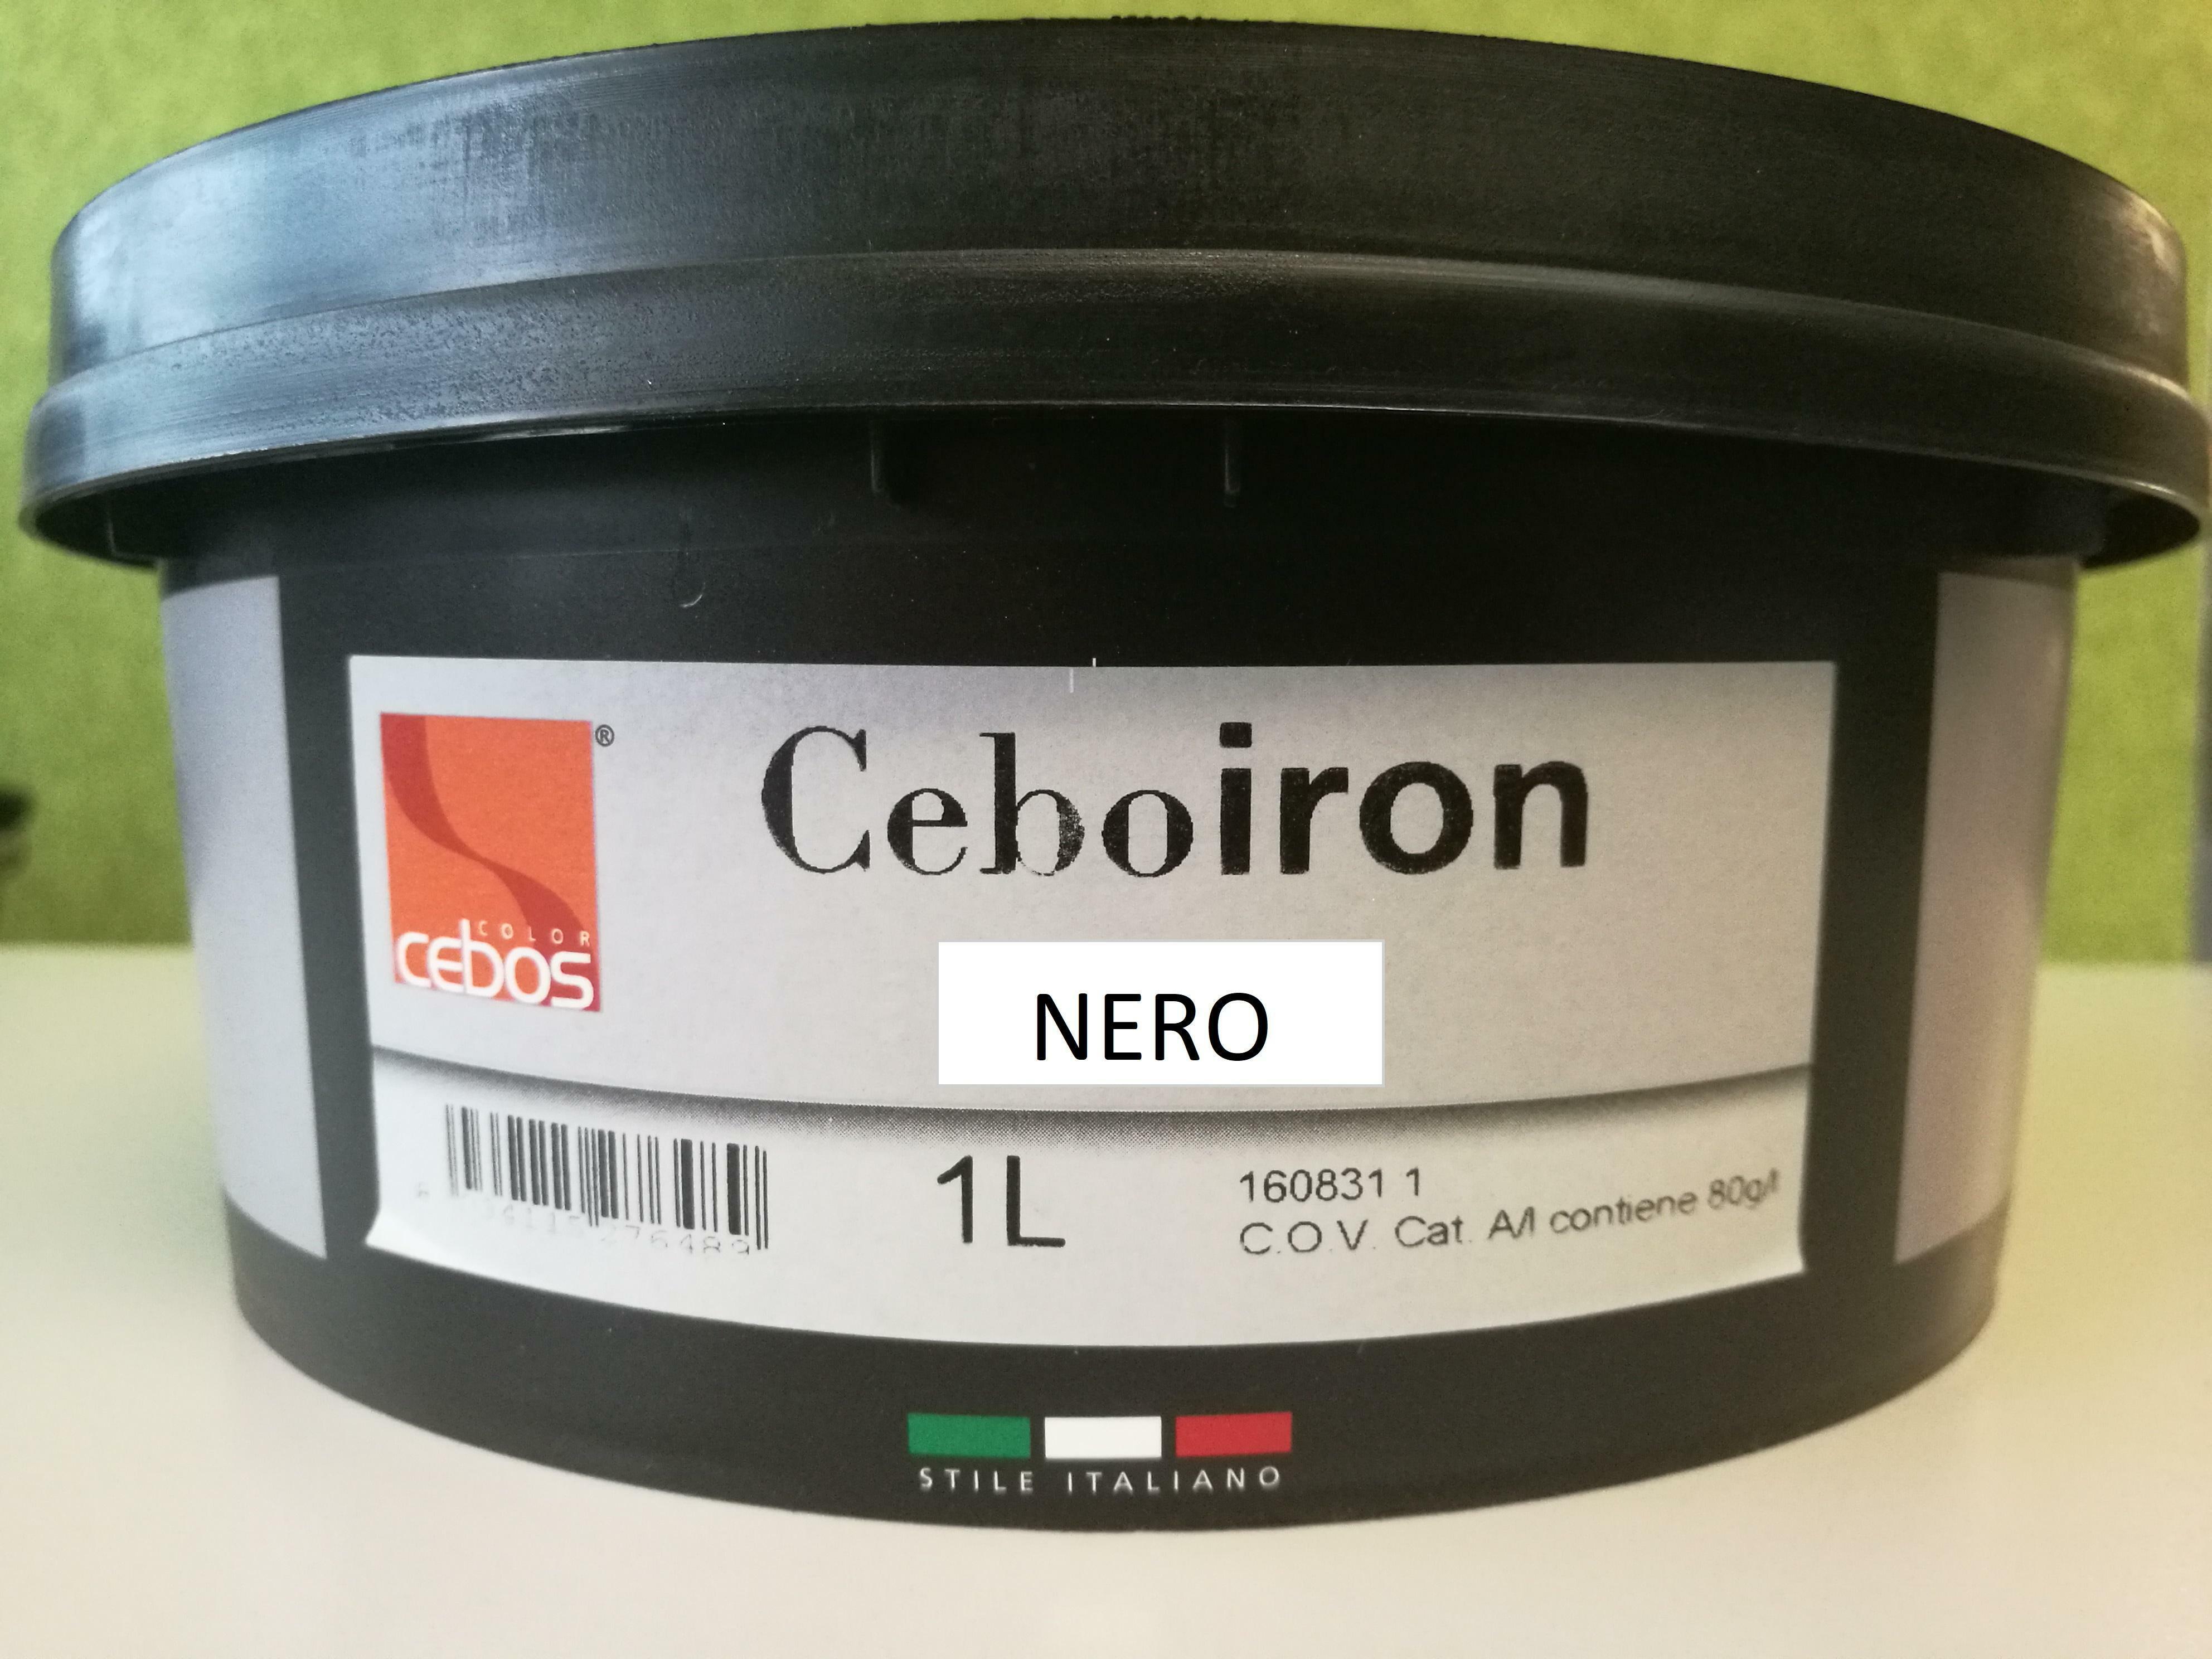 ®
Ceboiron
COLOR
cebos
NERO
1L
160831 1
C.O.V. Cat. A/I contiene 80g/l
STILE ITALIANO